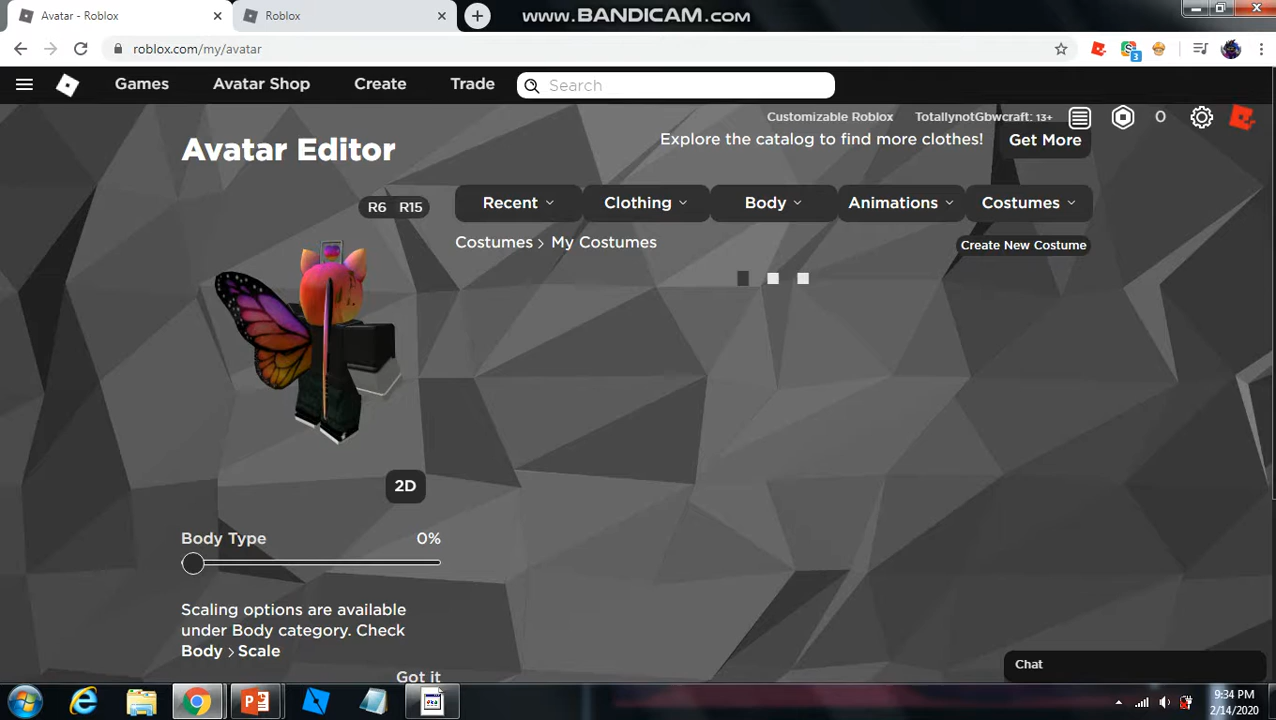 Avatar - Roblox
Roblox
www.BANDICAM.com
roblox.com/my/avatar
3
Games
Avatar Shop
Create
Trade
Search
Customizable Roblox
TotallynotGbwcraft: 13+
0
Avatar Editor
Explore the catalog to find more clothes!
Get More
R6 R15
Recent
Clothing
Body
Animations
Costumes
Costumes > My Costumes
Create New Costume
2D
Body Type 0%
Scaling options are available
under Body category. Check
Body > Scale
Got it
Chat
9:34 PM
2/14/2020